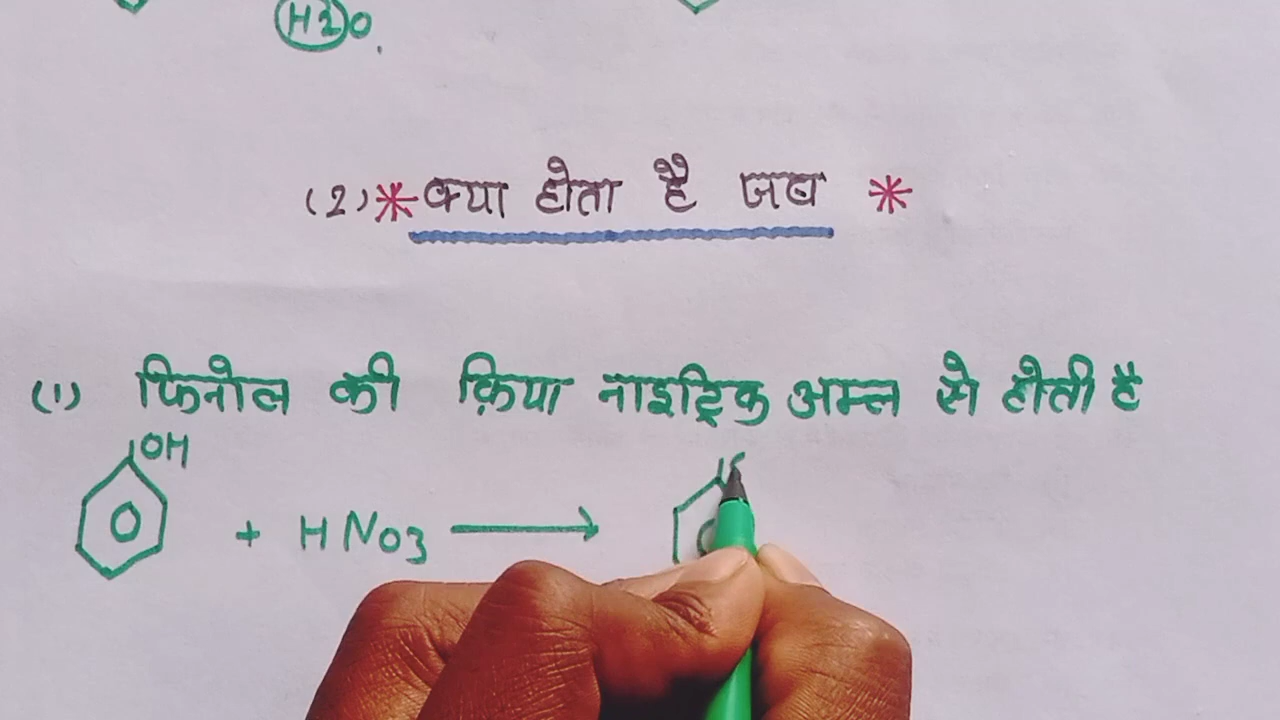 H2O
(2) * क्या होता है जब *
(1) फिनोल की क्रिया नाइट्रिक अम्ल से होती है
OH
+ HNO3 ⟶